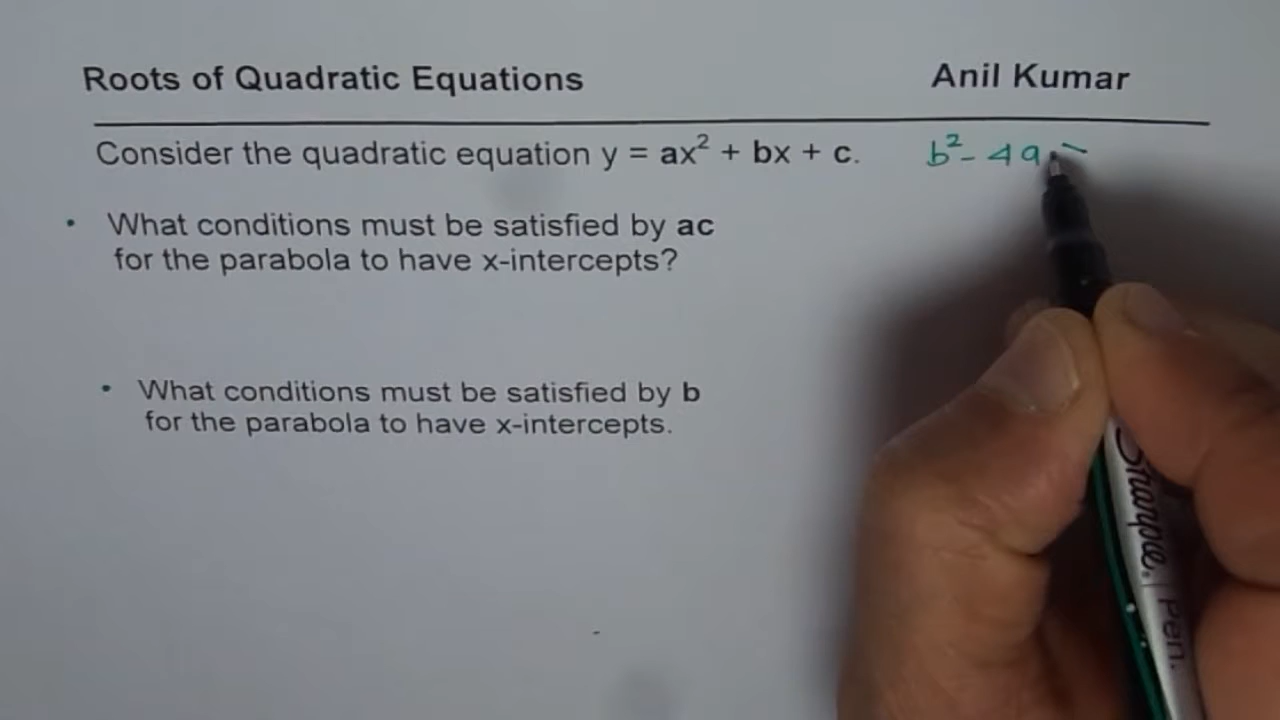 Roots of Quadratic Equations Anil Kumar
Consider the quadratic equation y = ax² + bx + c. b² - 4a
• What conditions must be satisfied by ac
for the parabola to have x-intercepts?
• What conditions must be satisfied by b
for the parabola to have x-intercepts.
Sharpie. Pen.